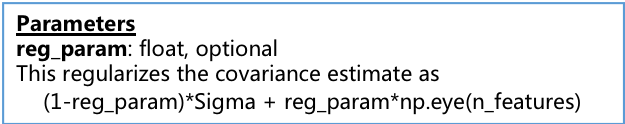 Parameters
reg_param: float, optional
This regularizes the covariance estimate as
(1-reg_param)*Sigma + reg_param*np.eye(n_features)